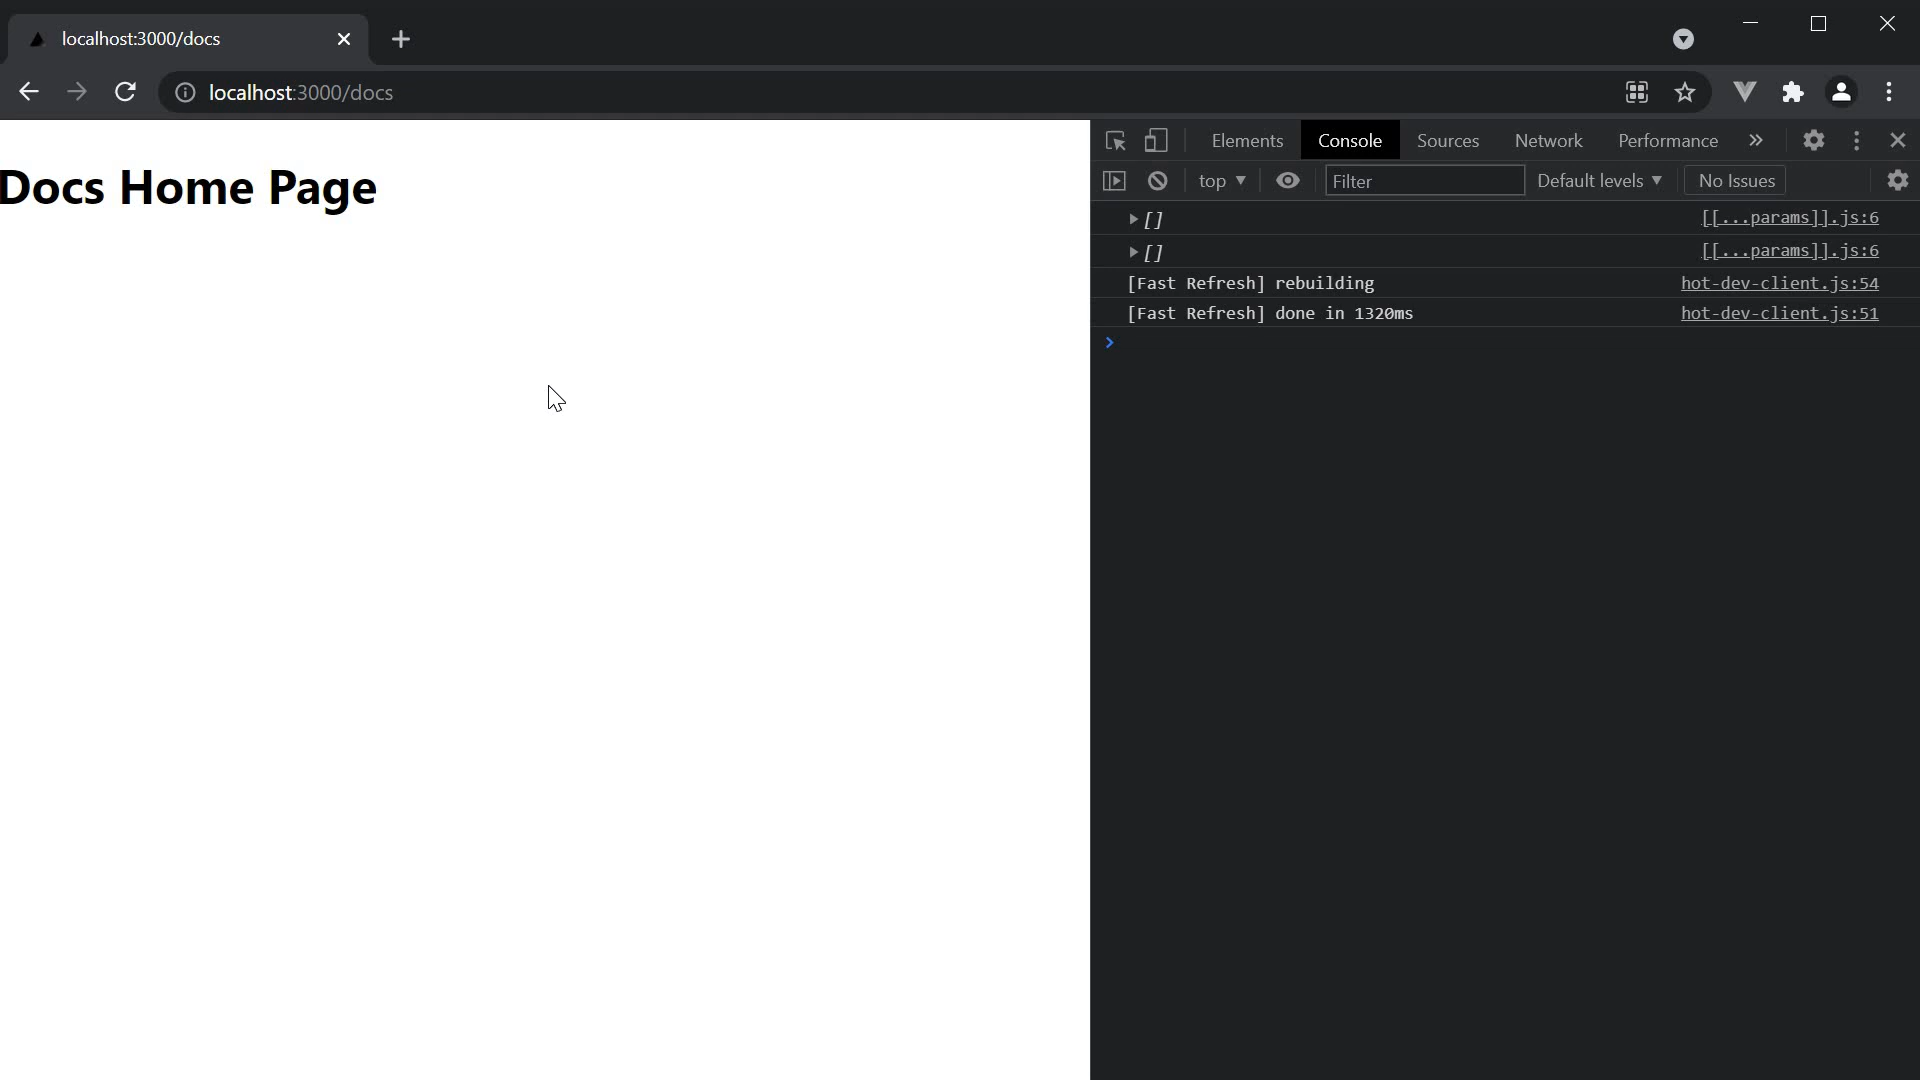 localhost:3000/docs
localhost:3000/docs
Docs Home Page
Elements Console Sources Network Performance
top Filter Default levels No Issues
[] [[...params]].js:6
[] [[...params]].js:6
[Fast Refresh] rebuilding hot-dev-client.js:54
[Fast Refresh] done in 1320ms hot-dev-client.js:51